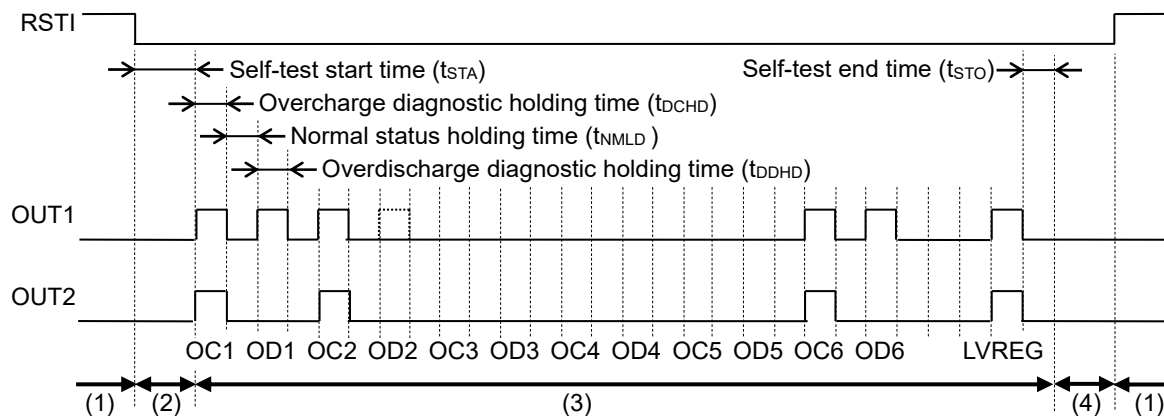 RSTI
Self-test start time (tSTA)
Self-test end time (tSTO)
Overcharge diagnostic holding time (tDCHD)
Normal status holding time (tNMLD )
Overdischarge diagnostic holding time (tDDHD)
OUT1
OUT2
OC1 OD1 OC2 OD2 OC3 OD3 OC4 OD4 OC5 OD5 OC6 OD6 LVREG
(1) (2) (3) (4) (1)